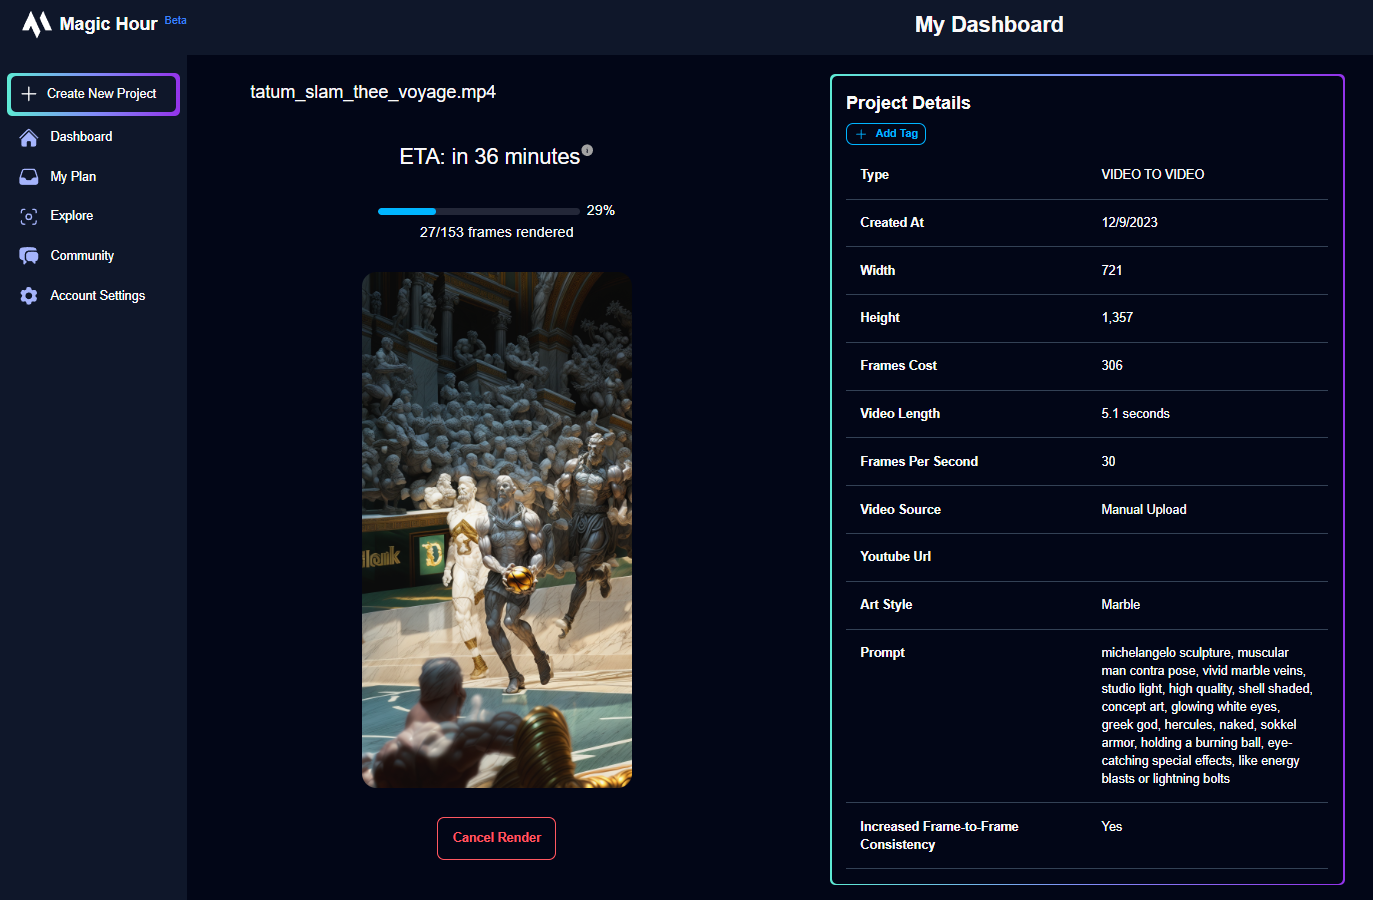 Magic Hour Beta
My Dashboard
Create New Project
Dashboard
My Plan
Explore
Community
Account Settings
tatum_slam_thee_voyage.mp4
ETA: in 36 minutes
29%
27/153 frames rendered
D
Cancel Render
Project Details
Add Tag
Type VIDEO TO VIDEO
Created At 12/9/2023
Width 721
Height 1,357
Frames Cost 306
Video Length 5.1 seconds
Frames Per Second 30
Video Source Manual Upload
Youtube Url
Art Style Marble
Prompt michelangelo sculpture, muscular
man contra pose, vivid marble veins,
studio light, high quality, shell shaded,
concept art, glowing white eyes,
greek god, hercules, naked, sokkel
armor, holding a burning ball, eye-
catching special effects, like energy
blasts or lightning bolts
Increased Frame-to-Frame Yes
Consistency